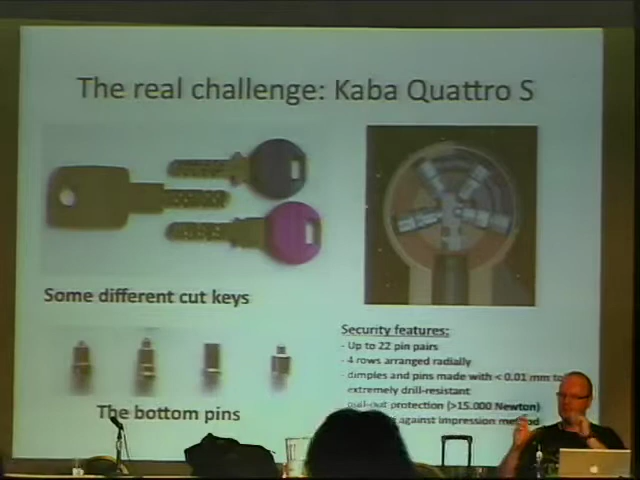 The real challenge: Kaba Quattro S
Some different cut keys
The bottom pins
Security features:
- Up to 22 pin pairs
- 4 rows arranged radially
- dimples and pins made with < 0.01 mm
extremely drill-resistant
pull-out protection (>15.000 Newton)
against impression